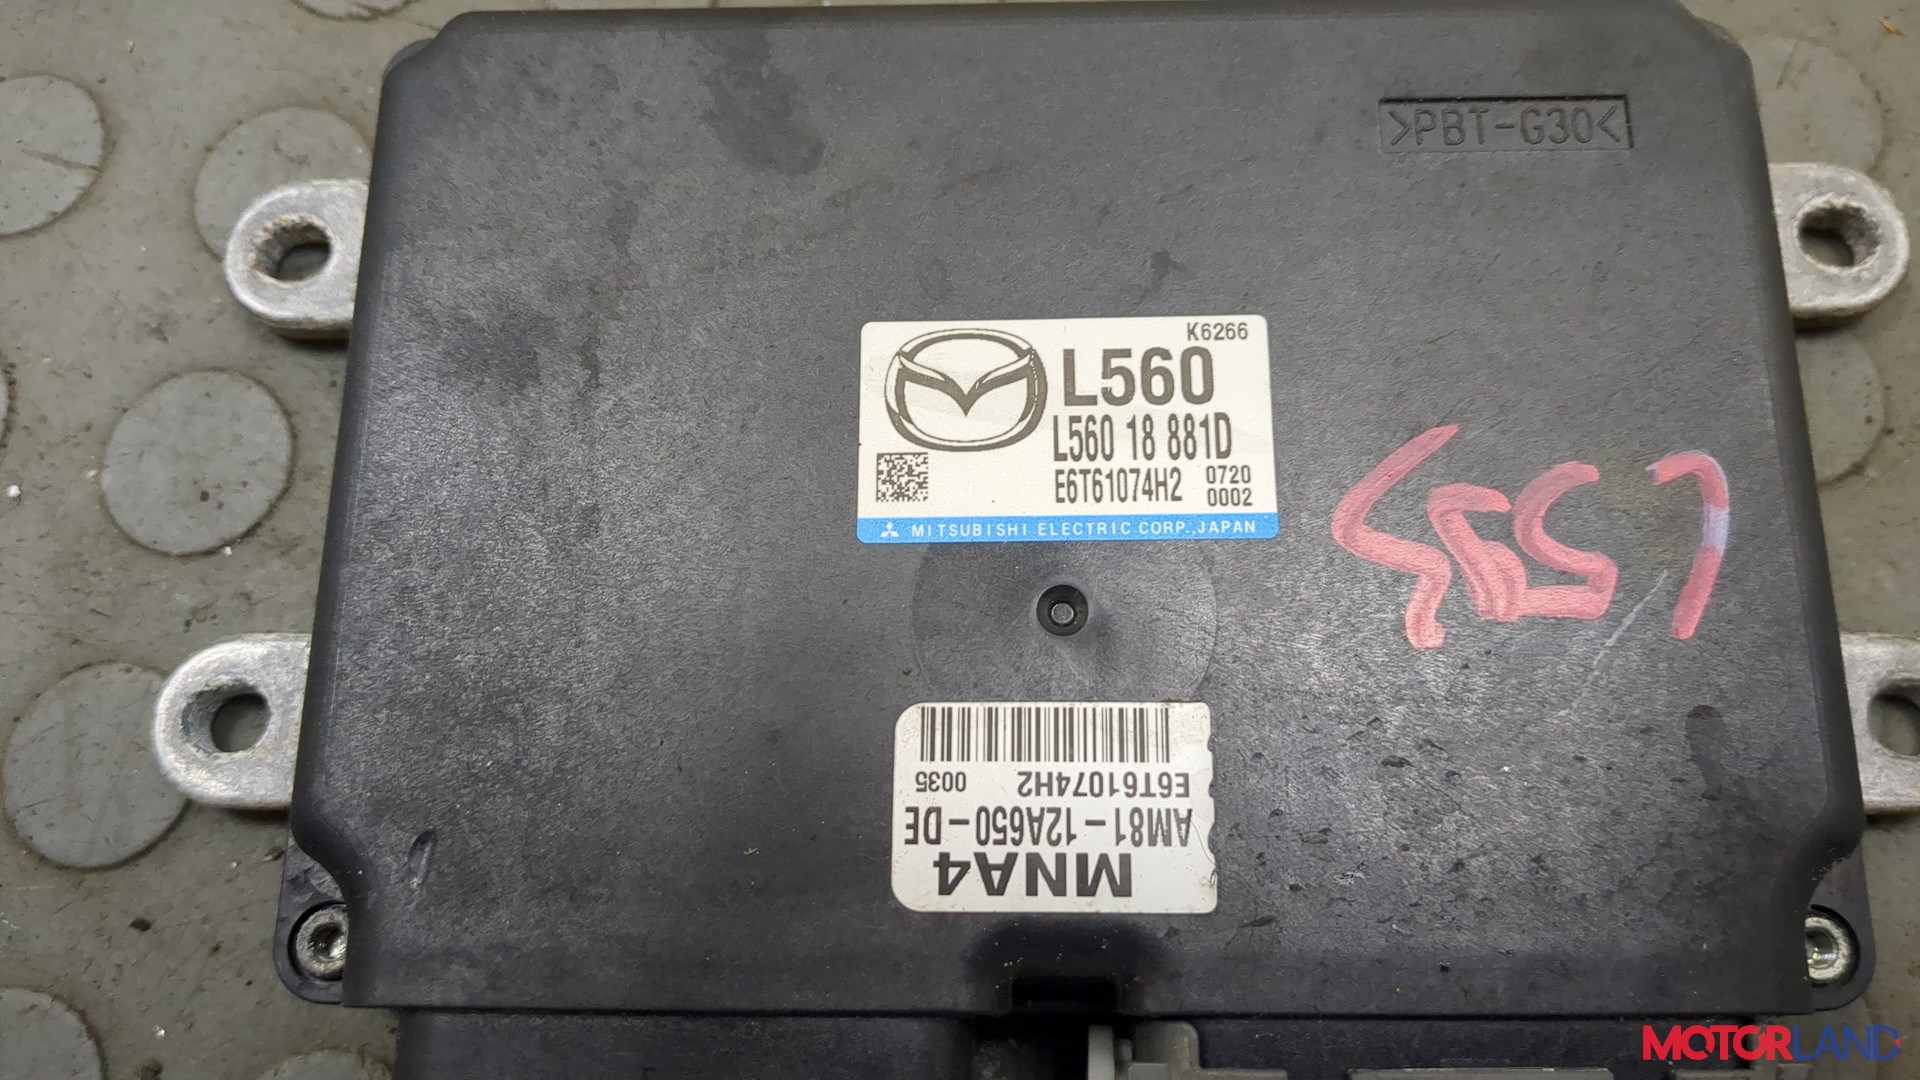 >PBT-G30<
K6266
L560
L560 18 881D
E6T61074H2 0720
0002
MITSUBISHI ELECTRIC CORP., JAPAN
MNA4
AM81-12A650-DE
E6T61074H2 0035
MOTORLAND